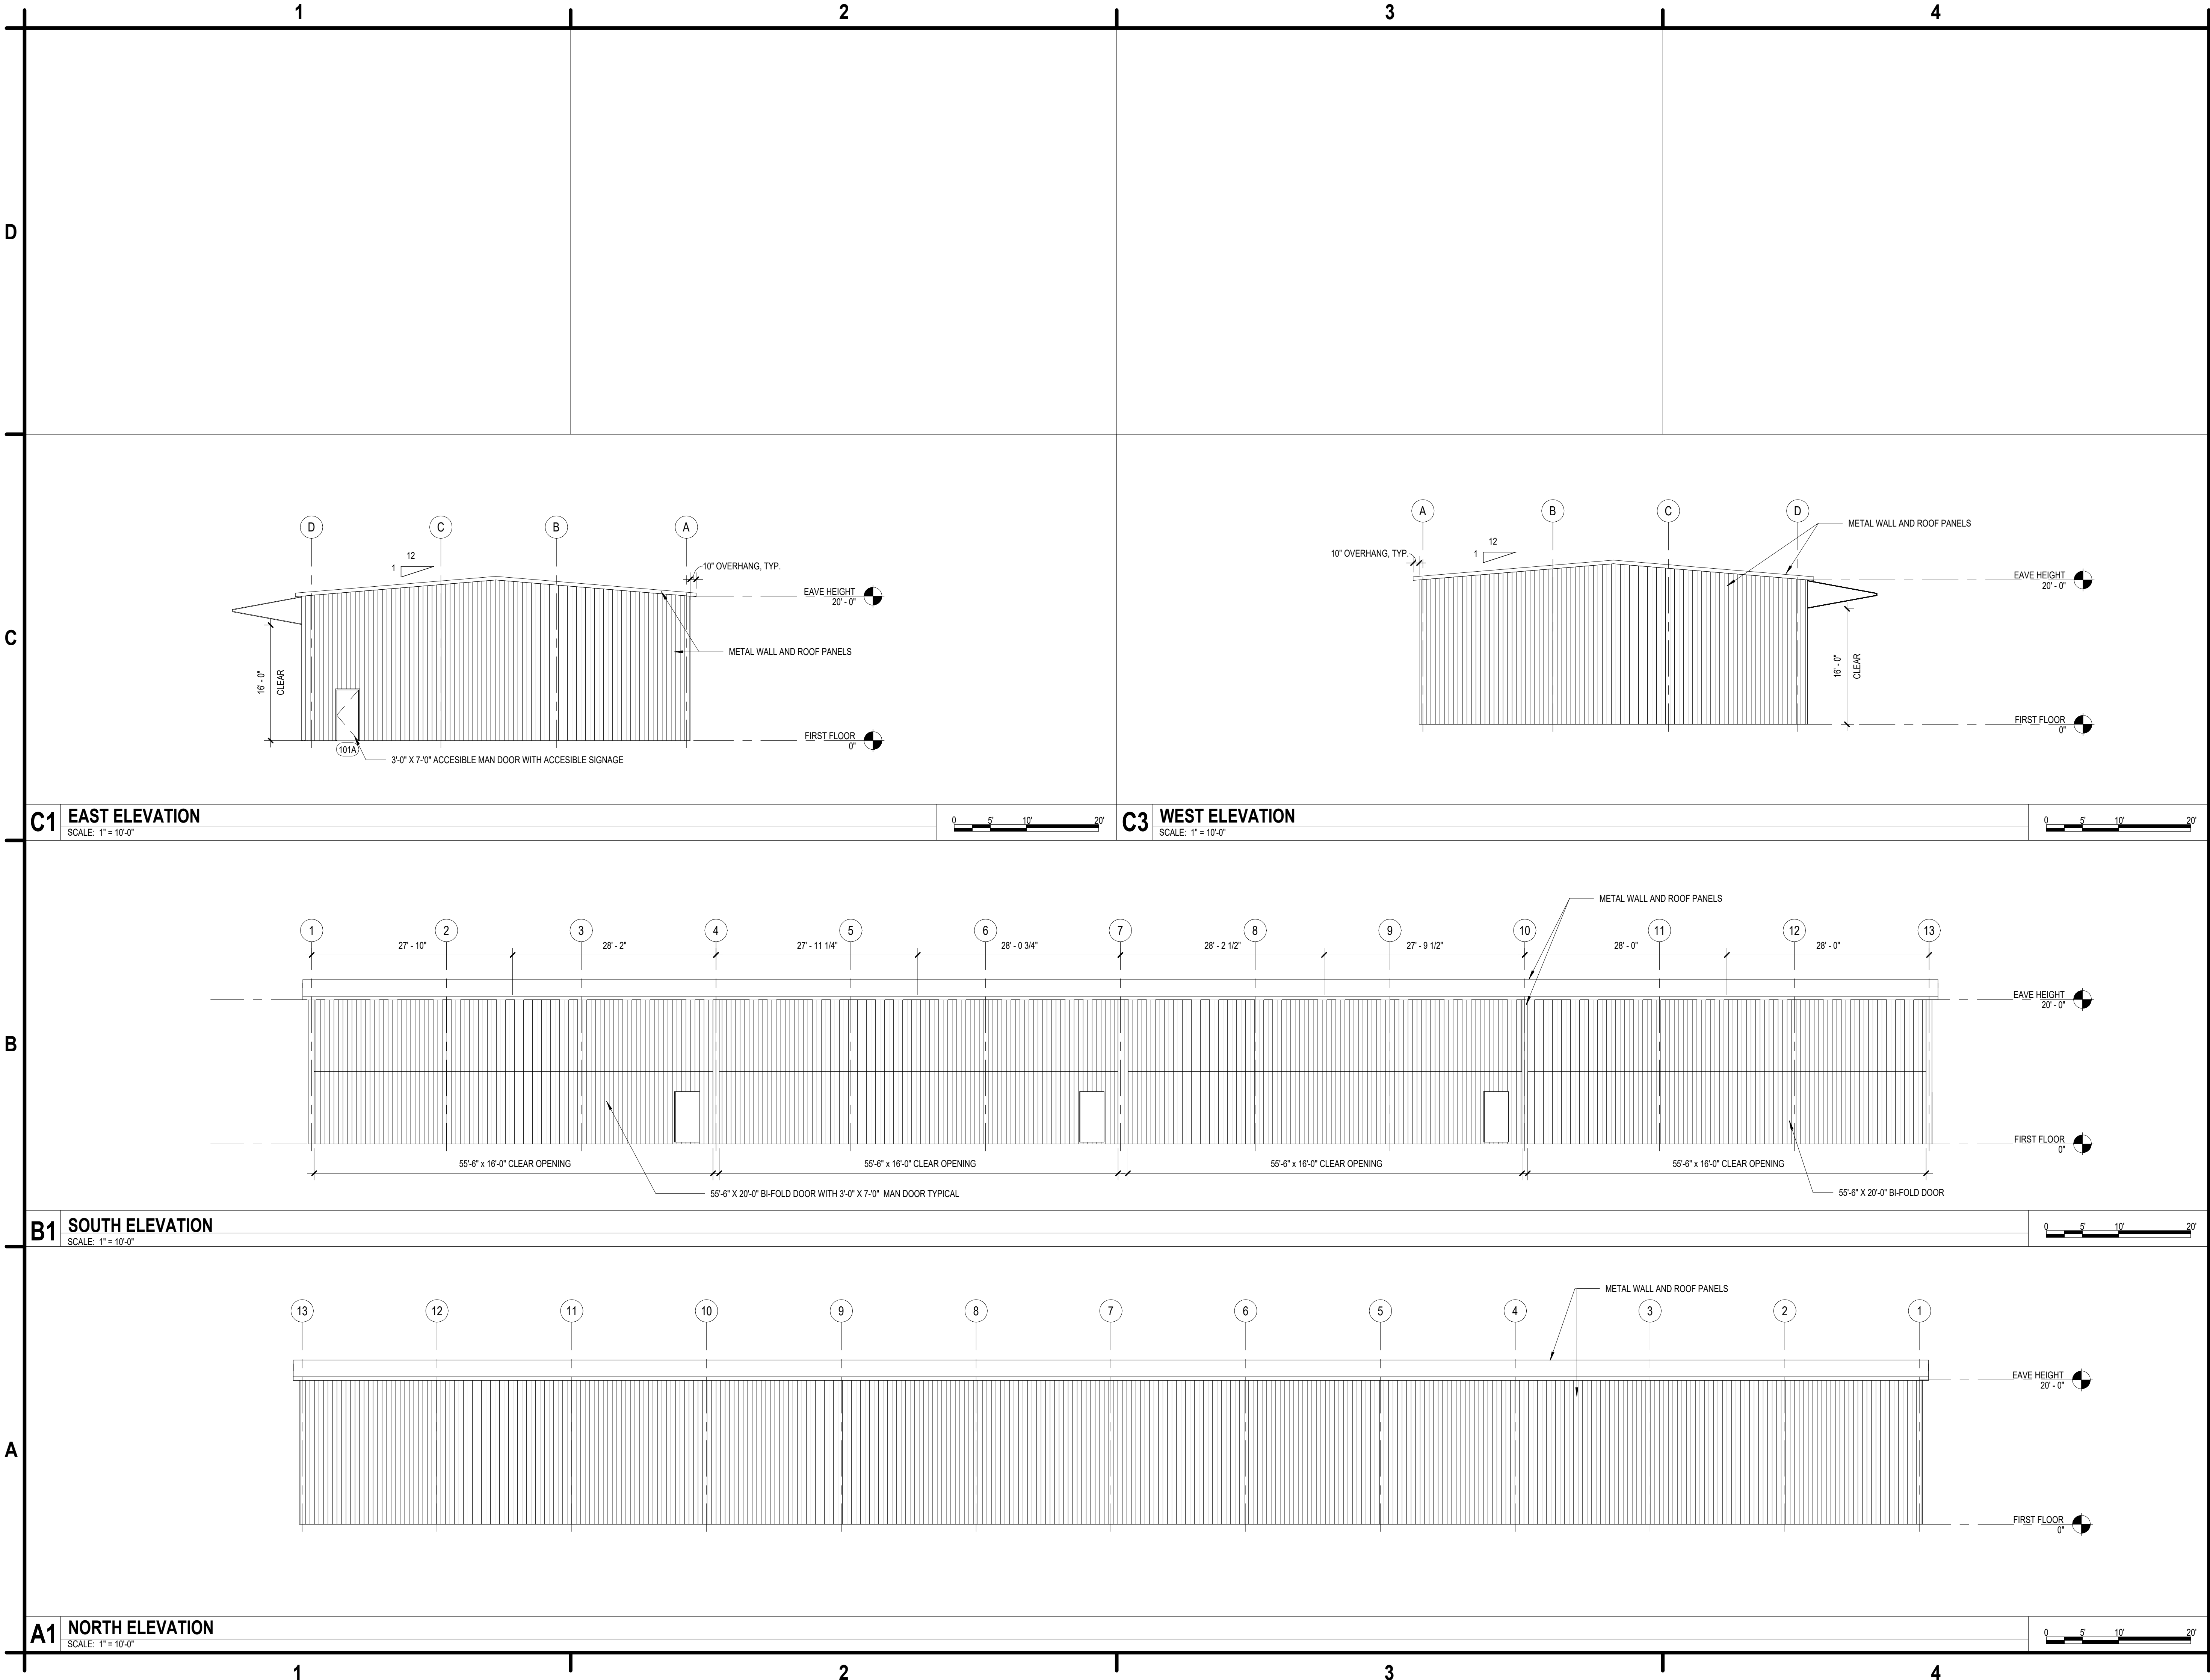 1 2 3 4
D
D C B A
12
1
10" OVERHANG, TYP.
EAVE HEIGHT
20' - 0"
METAL WALL AND ROOF PANELS
16' - 0"
CLEAR
FIRST FLOOR
0"
101A
3'-0" X 7-'0" ACCESIBLE MAN DOOR WITH ACCESIBLE SIGNAGE
C
C1 EAST ELEVATION
SCALE: 1" = 10'-0"
0 5' 10' 20'
A B C D
12
1
10" OVERHANG, TYP.
METAL WALL AND ROOF PANELS
EAVE HEIGHT
20' - 0"
16' - 0"
CLEAR
FIRST FLOOR
0"
C3 WEST ELEVATION
SCALE: 1" = 10'-0"
0 5' 10' 20'
METAL WALL AND ROOF PANELS
1 2 3 4 5 6 7 8 9 10 11 12 13
27' - 10" 28' - 2" 27' - 11 1/4" 28' - 0 3/4" 28' - 2 1/2" 27' - 9 1/2" 28' - 0" 28' - 0"
EAVE HEIGHT
20' - 0"
B
FIRST FLOOR
0"
55'-6" x 16'-0" CLEAR OPENING 55'-6" x 16'-0" CLEAR OPENING 55'-6" x 16'-0" CLEAR OPENING 55'-6" x 16'-0" CLEAR OPENING
55'-6" X 20'-0" BI-FOLD DOOR WITH 3'-0" X 7-'0" MAN DOOR TYPICAL
55'-6" X 20'-0" BI-FOLD DOOR
B1 SOUTH ELEVATION
SCALE: 1" = 10'-0"
0 5' 10' 20'
METAL WALL AND ROOF PANELS
13 12 11 10 9 8 7 6 5 4 3 2 1
EAVE HEIGHT
20' - 0"
A
FIRST FLOOR
0"
A1 NORTH ELEVATION
SCALE: 1" = 10'-0"
0 5' 10' 20'
1 2 3 4